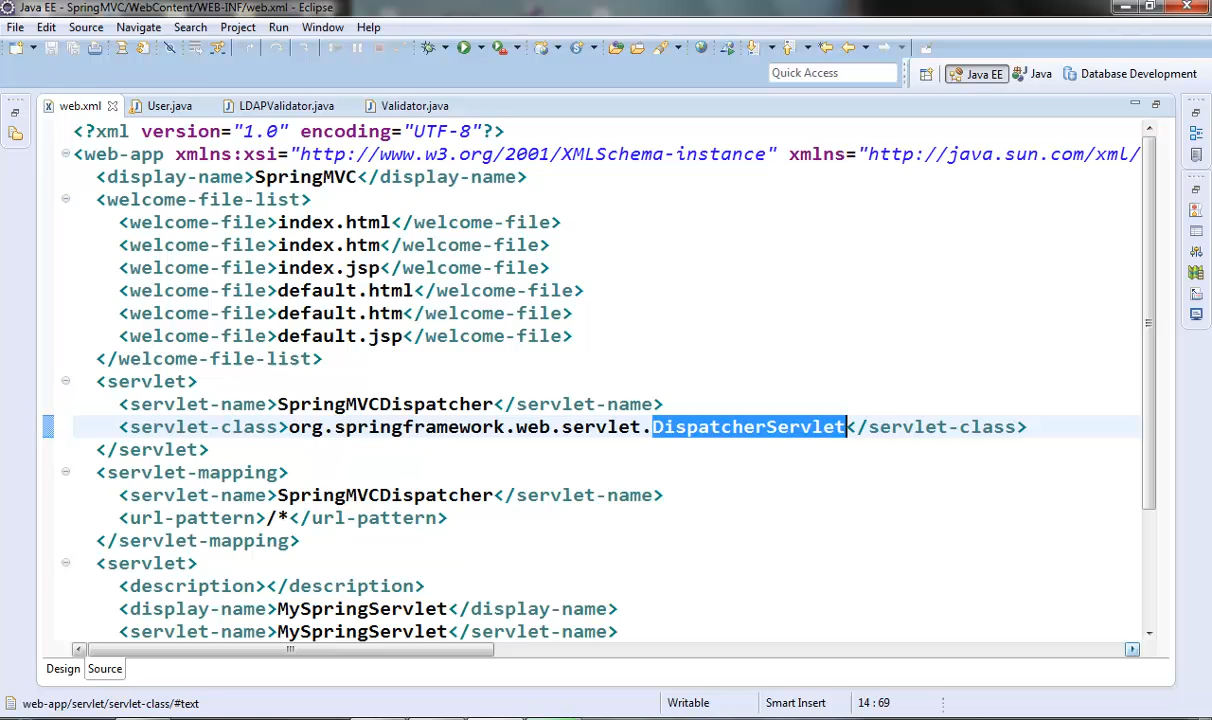 Java EE - SpringMVC/WebContent/WEB-INF/web.xml - Eclipse
File Edit Source Navigate Search Project Run Window Help
Quick Access
Java EE
Java
Database Development
web.xml
User.java
LDAPValidator.java
Validator.java
<?xml version="1.0" encoding="UTF-8"?>
<web-app xmlns:xsi="http://www.w3.org/2001/XMLSchema-instance" xmlns="http://java.sun.com/xml/
<display-name>SpringMVC</display-name>
<welcome-file-list>
<welcome-file>index.html</welcome-file>
<welcome-file>index.htm</welcome-file>
<welcome-file>index.jsp</welcome-file>
<welcome-file>default.html</welcome-file>
<welcome-file>default.htm</welcome-file>
<welcome-file>default.jsp</welcome-file>
</welcome-file-list>
<servlet>
<servlet-name>SpringMVCDispatcher</servlet-name>
<servlet-class>org.springframework.web.servlet.DispatcherServlet</servlet-class>
</servlet>
<servlet-mapping>
<servlet-name>SpringMVCDispatcher</servlet-name>
<url-pattern>/*</url-pattern>
</servlet-mapping>
<servlet>
<description></description>
<display-name>MySpringServlet</display-name>
<servlet-name>MySpringServlet</servlet-name>
Design Source
web-app/servlet/servlet-class/#text
Writable
Smart Insert
14 : 69